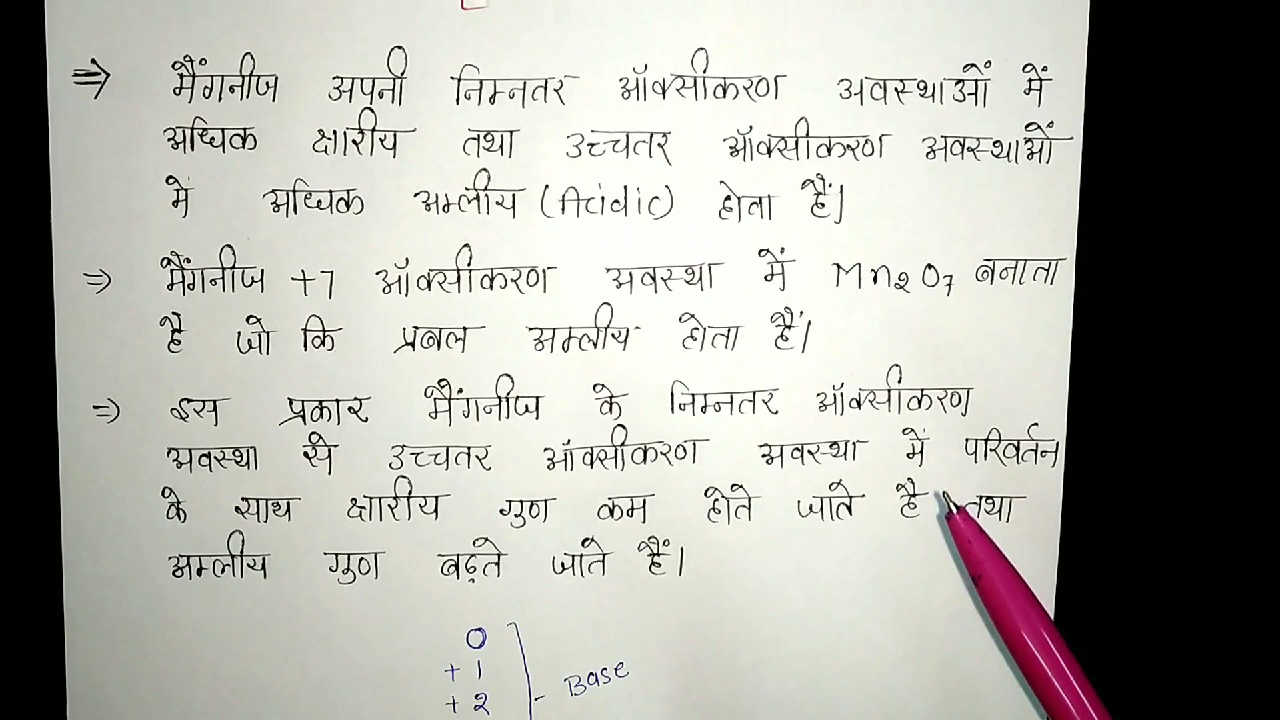 ⇒ मैंगनीज अपनी निम्नतर ऑक्सीकरण अवस्थाओं में
अधिक क्षारीय तथा उच्चतर ऑक्सीकरण अवस्थाओं
में अधिक अम्लीय (Acidic) होता हैं।
⇒ मैंगनीज +7 ऑक्सीकरण अवस्था में Mn₂O₇ बनाता
है जो कि प्रबल अम्लीय होता हैं।
⇒ इस प्रकार मैंगनीज के निम्नतर ऑक्सीकरण
अवस्था से उच्चतर ऑक्सीकरण अवस्था में परिवर्तन
के साथ क्षारीय गुण कम होते जाते है तथा
अम्लीय गुण बढ़ते जाते हैं।
0
+1
+2
Base